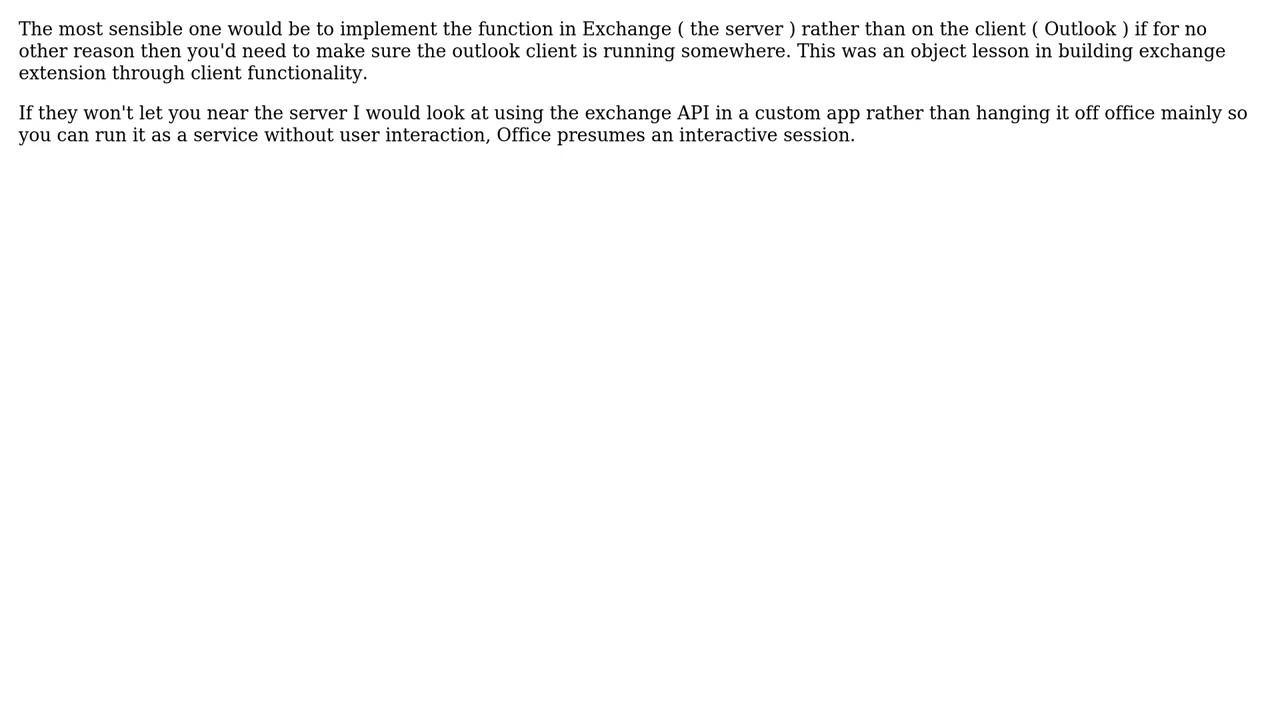 The most sensible one would be to implement the function in Exchange ( the server ) rather than on the client ( Outlook ) if for no
other reason then you'd need to make sure the outlook client is running somewhere. This was an object lesson in building exchange
extension through client functionality.
If they won't let you near the server I would look at using the exchange API in a custom app rather than hanging it off office mainly so
you can run it as a service without user interaction, Office presumes an interactive session.